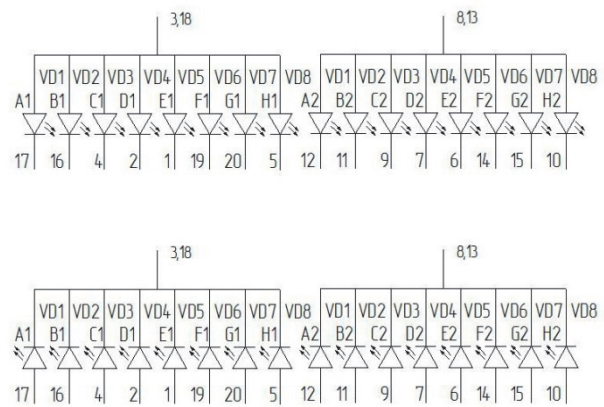 3,18 8,13
VD1 VD2 VD3 VD4 VD5 VD6 VD7 VD8 VD1 VD2 VD3 VD4 VD5 VD6 VD7 VD8
A1 B1 C1 D1 E1 F1 G1 H1 A2 B2 C2 D2 E2 F2 G2 H2
17 16 4 2 1 19 20 5 12 11 9 7 6 14 15 10
3,18 8,13
VD1 VD2 VD3 VD4 VD5 VD6 VD7 VD8 VD1 VD2 VD3 VD4 VD5 VD6 VD7 VD8
A1 B1 C1 D1 E1 F1 G1 H1 A2 B2 C2 D2 E2 F2 G2 H2
17 16 4 2 1 19 20 5 12 11 9 7 6 14 15 10